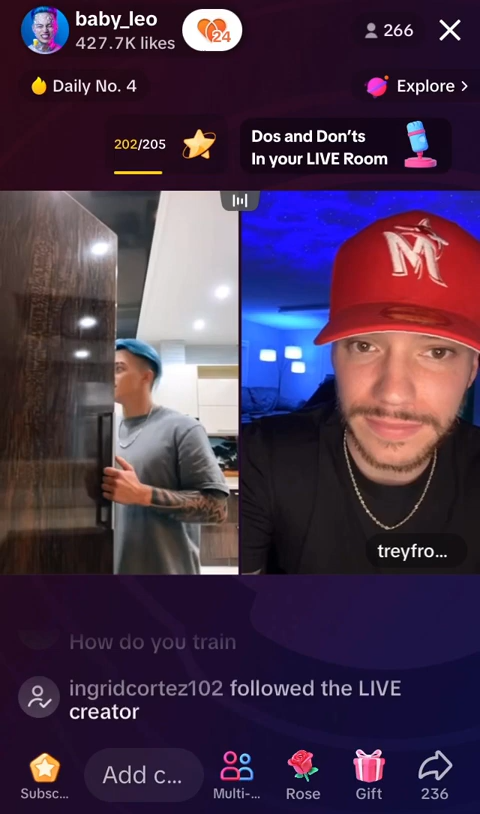 baby_leo
427.7K likes
24
266
Daily No. 4
Explore >
202/205
Dos and Don'ts
In your LIVE Room
M
treyfro...
How do you train
ingridcortez102 followed the LIVE
creator
Subsc...
Add c...
Multi-...
Rose
Gift
236